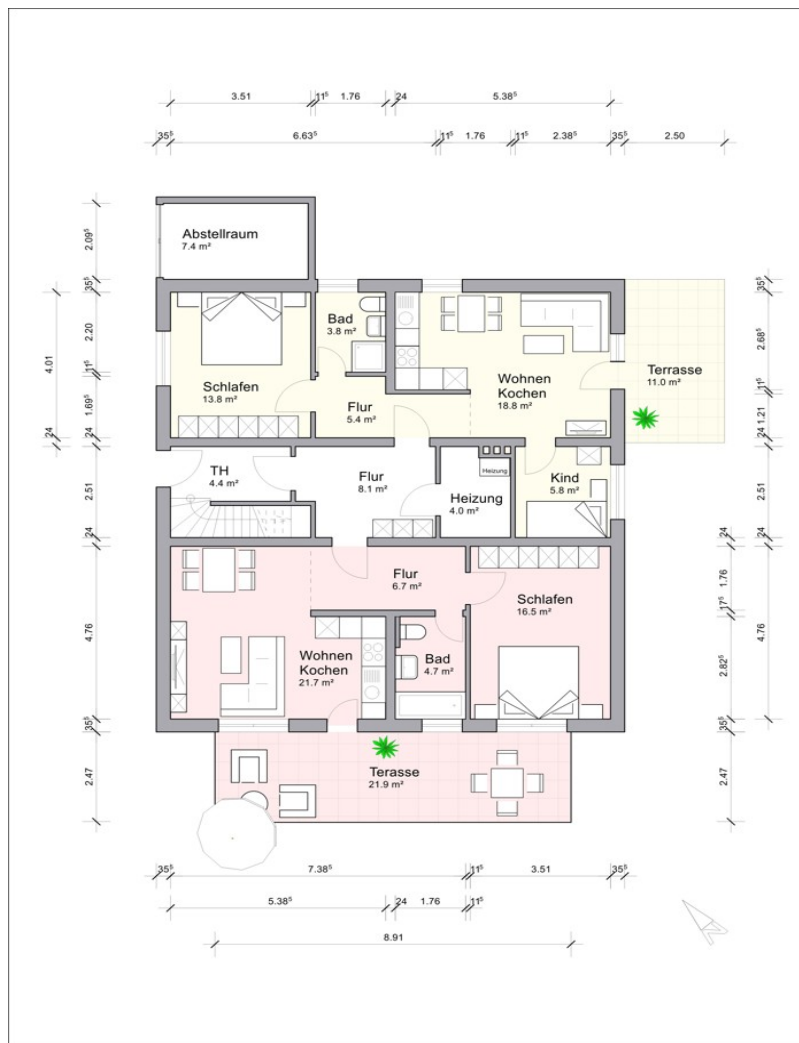 3.51 11⁵ 1.76 24 5.38⁵
35⁵ 6.63⁵ 11⁵ 1.76 11⁵ 2.38⁵ 35⁵ 2.50
2.09⁵
35⁵
4.01
2.20
11⁵
1.69⁵
24
24
2.51
24
4.76
35⁵
2.47
Abstellraum
7.4 m²
Bad
3.8 m²
Schlafen
13.8 m²
Flur
5.4 m²
Wohnen
Kochen
18.8 m²
Terrasse
11.0 m²
TH
4.4 m²
Flur
8.1 m²
Heizung
Heizung
4.0 m²
Kind
5.8 m²
Flur
6.7 m²
Schlafen
16.5 m²
Wohnen
Kochen
21.7 m²
Bad
4.7 m²
Terasse
21.9 m²
35⁵
2.68⁵
11⁵
1.21
24
2.51
24
24
1.76
17⁵
4.76
2.82
35⁵
35⁵
2.47
35⁵ 7.38⁵ 11⁵ 3.51 35⁵
5.38⁵ 24 1.76 11⁵
8.91